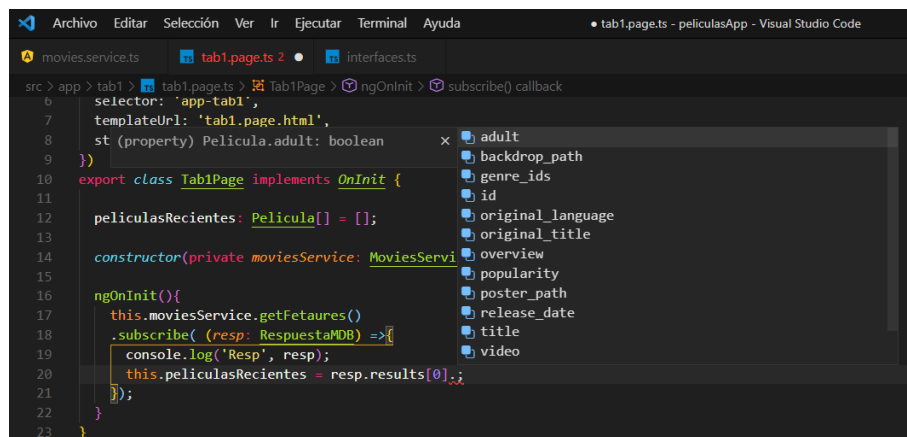 Archivo Editar Selección Ver Ir Ejecutar Terminal Ayuda ● tab1.page.ts - peliculasApp - Visual Studio Code
movies.service.ts TS tab1.page.ts 2 ● TS interfaces.ts
src > app > tab1 > TS tab1.page.ts > Tab1Page > ngOnInit > subscribe() callback
6 selector: 'app-tab1',
7 templateUrl: 'tab1.page.html',
8 st (property) Pelicula.adult: boolean ×
9 })
10 export class Tab1Page implements OnInit {
11
12 peliculasRecientes: Pelicula[] = [];
13
14 constructor(private moviesService: MoviesServi
15
16 ngOnInit(){
17 this.moviesService.getFetaures()
18 .subscribe( (resp: RespuestaMDB) =>{
19 console.log('Resp', resp);
20 this.peliculasRecientes = resp.results[0].;
21 });
22 }
23 }
adult
backdrop_path
genre_ids
id
original_language
original_title
overview
popularity
poster_path
release_date
title
video